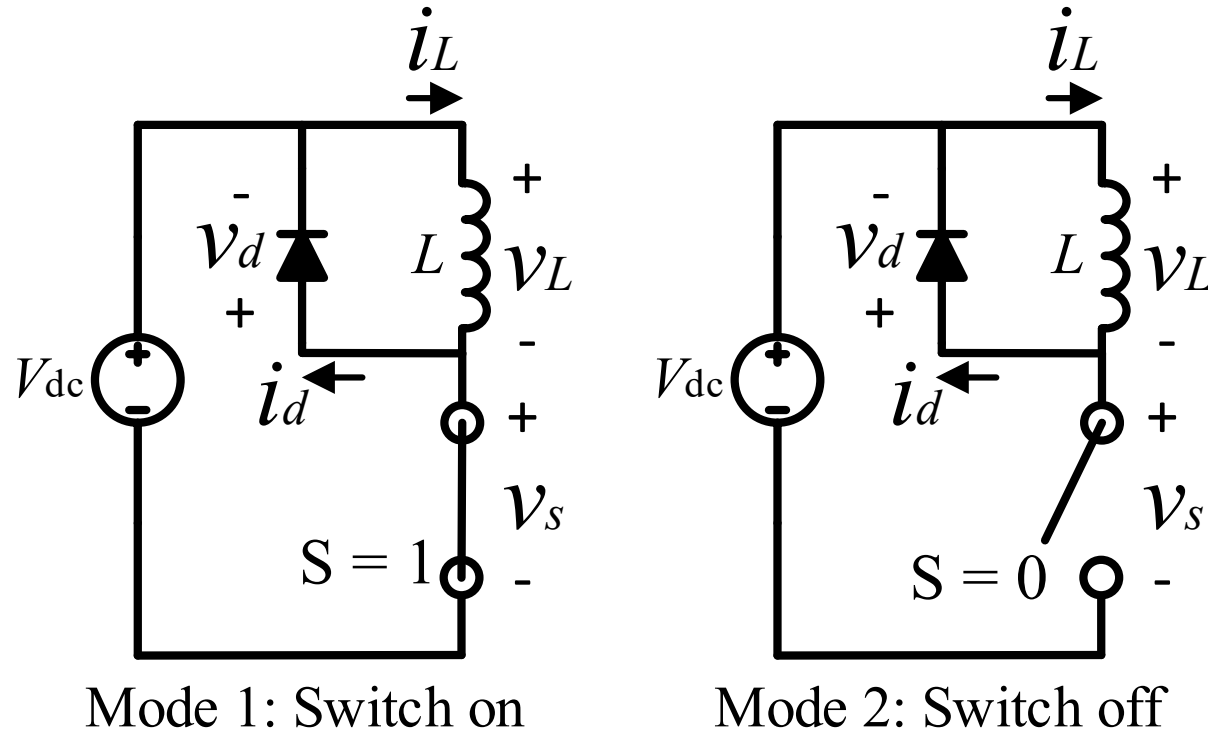 iL
-
vd
+
L
+
vL
-
id
Vdc
+
-
+
vs
-
S = 1
Mode 1: Switch on
iL
-
vd
+
L
+
vL
-
id
Vdc
+
-
+
vs
-
S = 0
Mode 2: Switch off